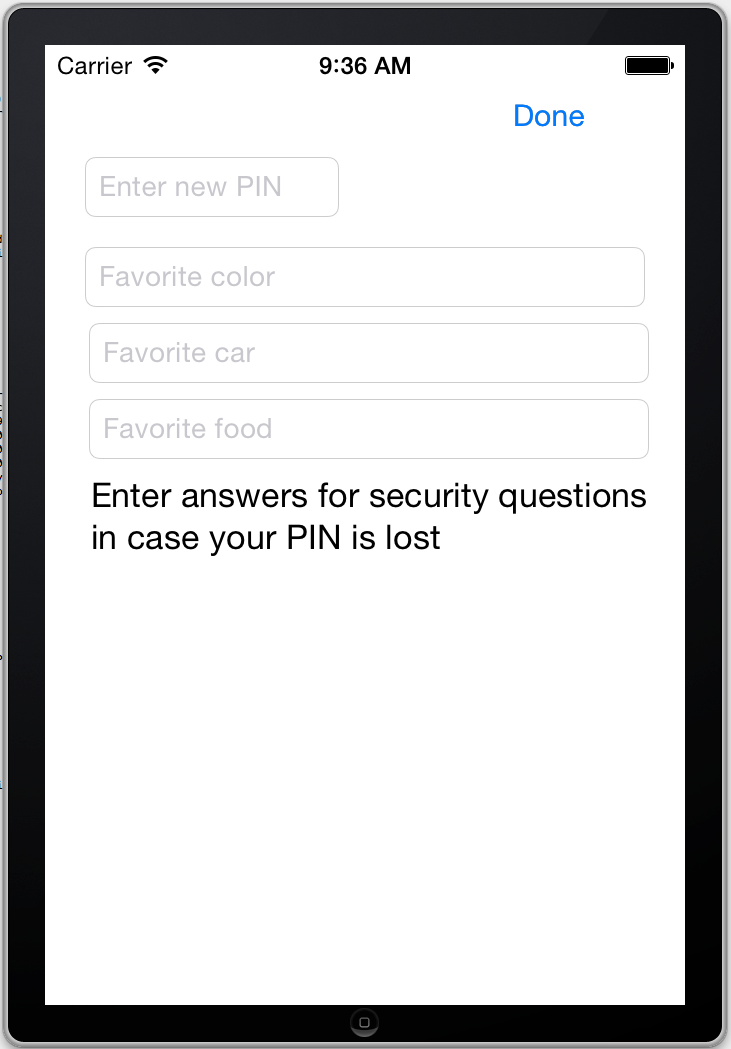 Carrier 9:36 AM
Done
Enter new PIN
Favorite color
Favorite car
Favorite food
Enter answers for security questions
in case your PIN is lost